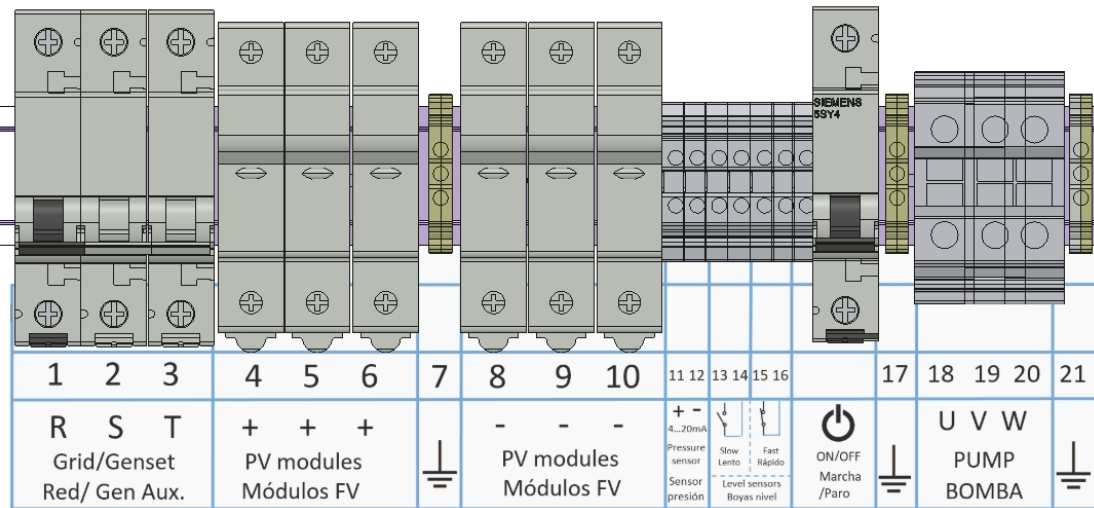 SIEMENS
5SY4
1 2 3 4 5 6 7 8 9 10 11 12 13 14 15 16 17 18 19 20 21
R S T
Grid/Genset
Red/ Gen Aux.
+ + +
PV modules
Módulos FV
- - -
PV modules
Módulos FV
+ -
4...20mA
Pressure
sensor
Sensor
presión
Slow
Lento
Fast
Rápido
Level sensors
Boyas nivel
ON/OFF
Marcha
/Paro
U V W
PUMP
BOMBA